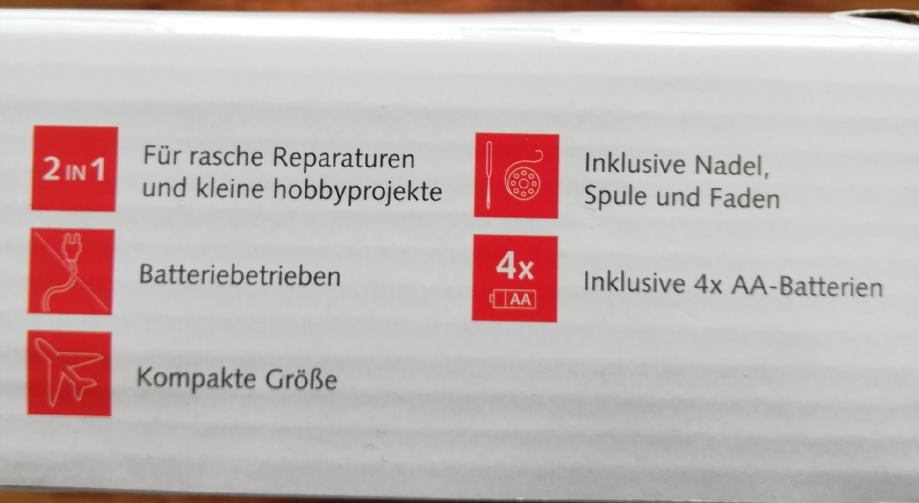 2 IN 1
Für rasche Reparaturen
und kleine hobbyprojekte
Batteriebetrieben
Kompakte Größe
Inklusive Nadel,
Spule und Faden
4x
AA
Inklusive 4x AA-Batterien